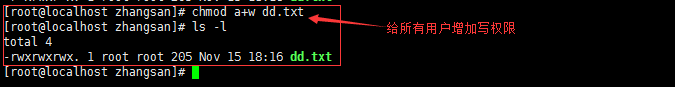 [root@localhost zhangsan]# chmod a+w dd.txt
给所有用户增加写权限
[root@localhost zhangsan]# ls -l
total 4
-rwxrwxrwx. 1 root root 205 Nov 15 18:16 dd.txt
[root@localhost zhangsan]#